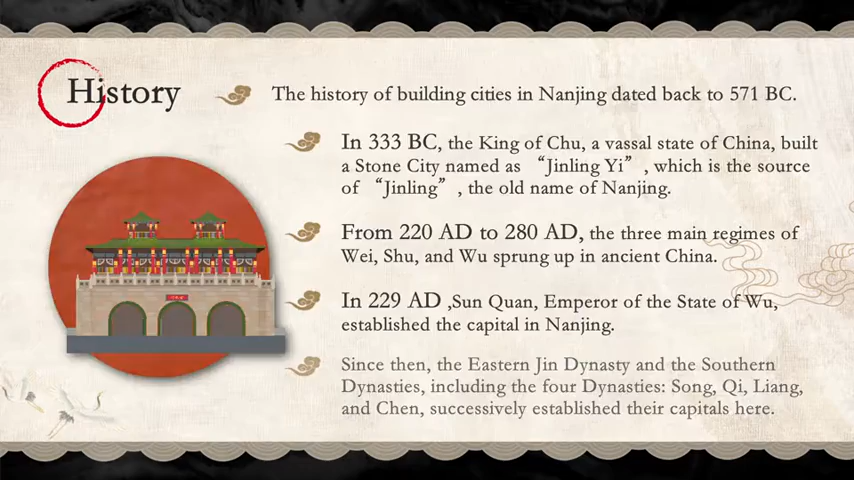 History
The history of building cities in Nanjing dated back to 571 BC.
In 333 BC, the King of Chu, a vassal state of China, built
a Stone City named as “Jinling Yi”, which is the source
of “Jinling”, the old name of Nanjing.
From 220 AD to 280 AD, the three main regimes of
Wei, Shu, and Wu sprung up in ancient China.
In 229 AD ,Sun Quan, Emperor of the State of Wu,
established the capital in Nanjing.
Since then, the Eastern Jin Dynasty and the Southern
Dynasties, including the four Dynasties: Song, Qi, Liang,
and Chen, successively established their capitals here.